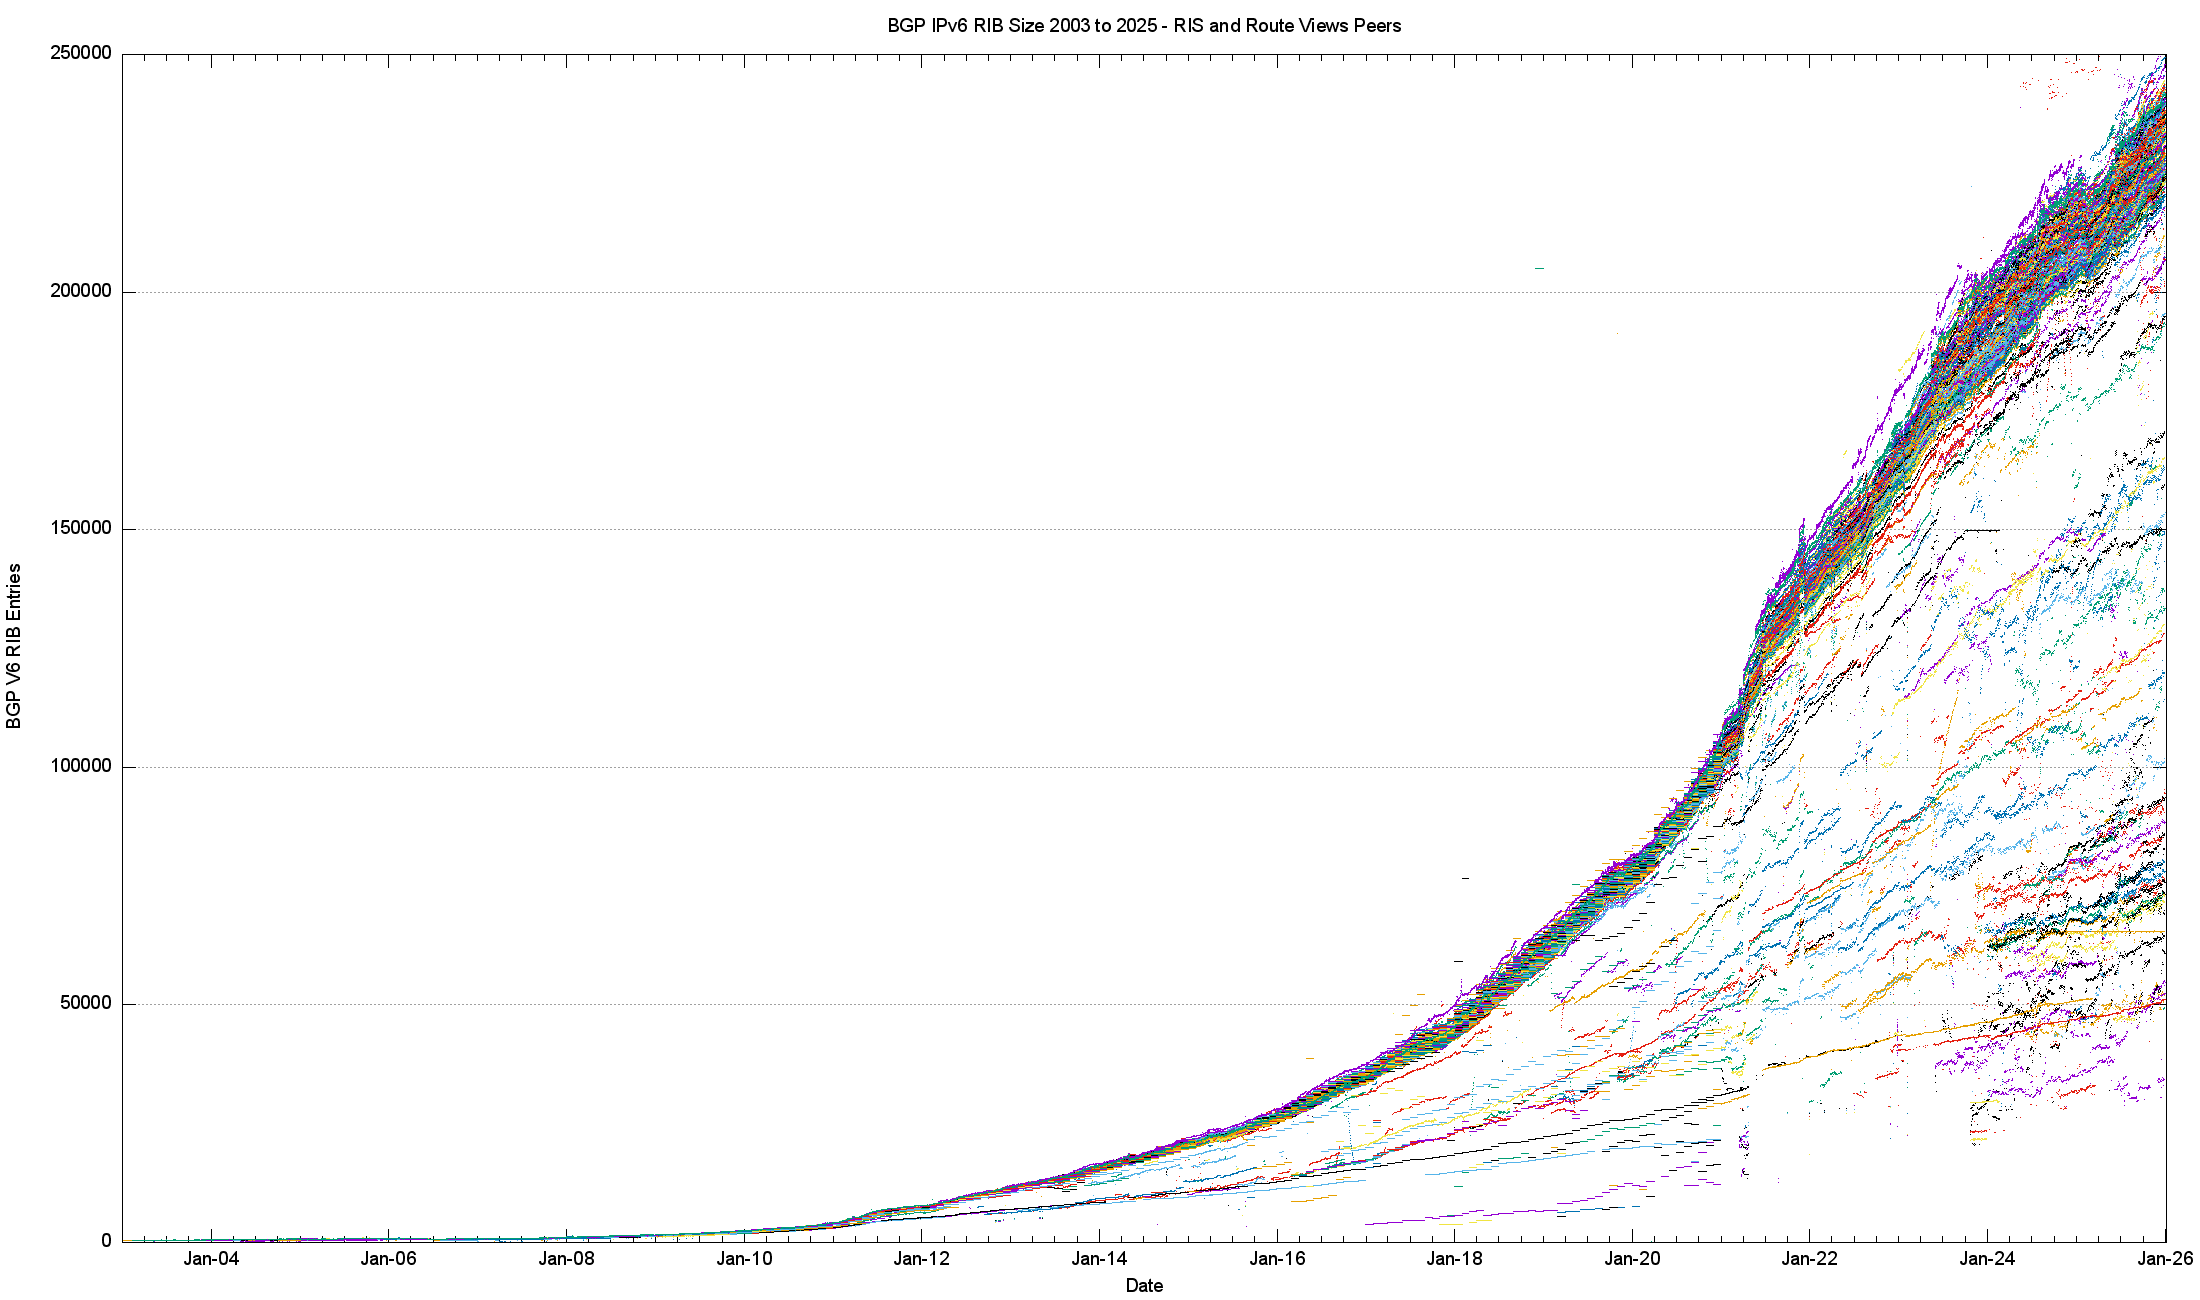 BGP IPv6 RIB Size 2003 to 2025 - RIS and Route Views Peers
250000
200000
150000
100000
50000
0
BGP V6 RIB Entries
Jan-04 Jan-06 Jan-08 Jan-10 Jan-12 Jan-14 Jan-16 Jan-18 Jan-20 Jan-22 Jan-24 Jan-26
Date